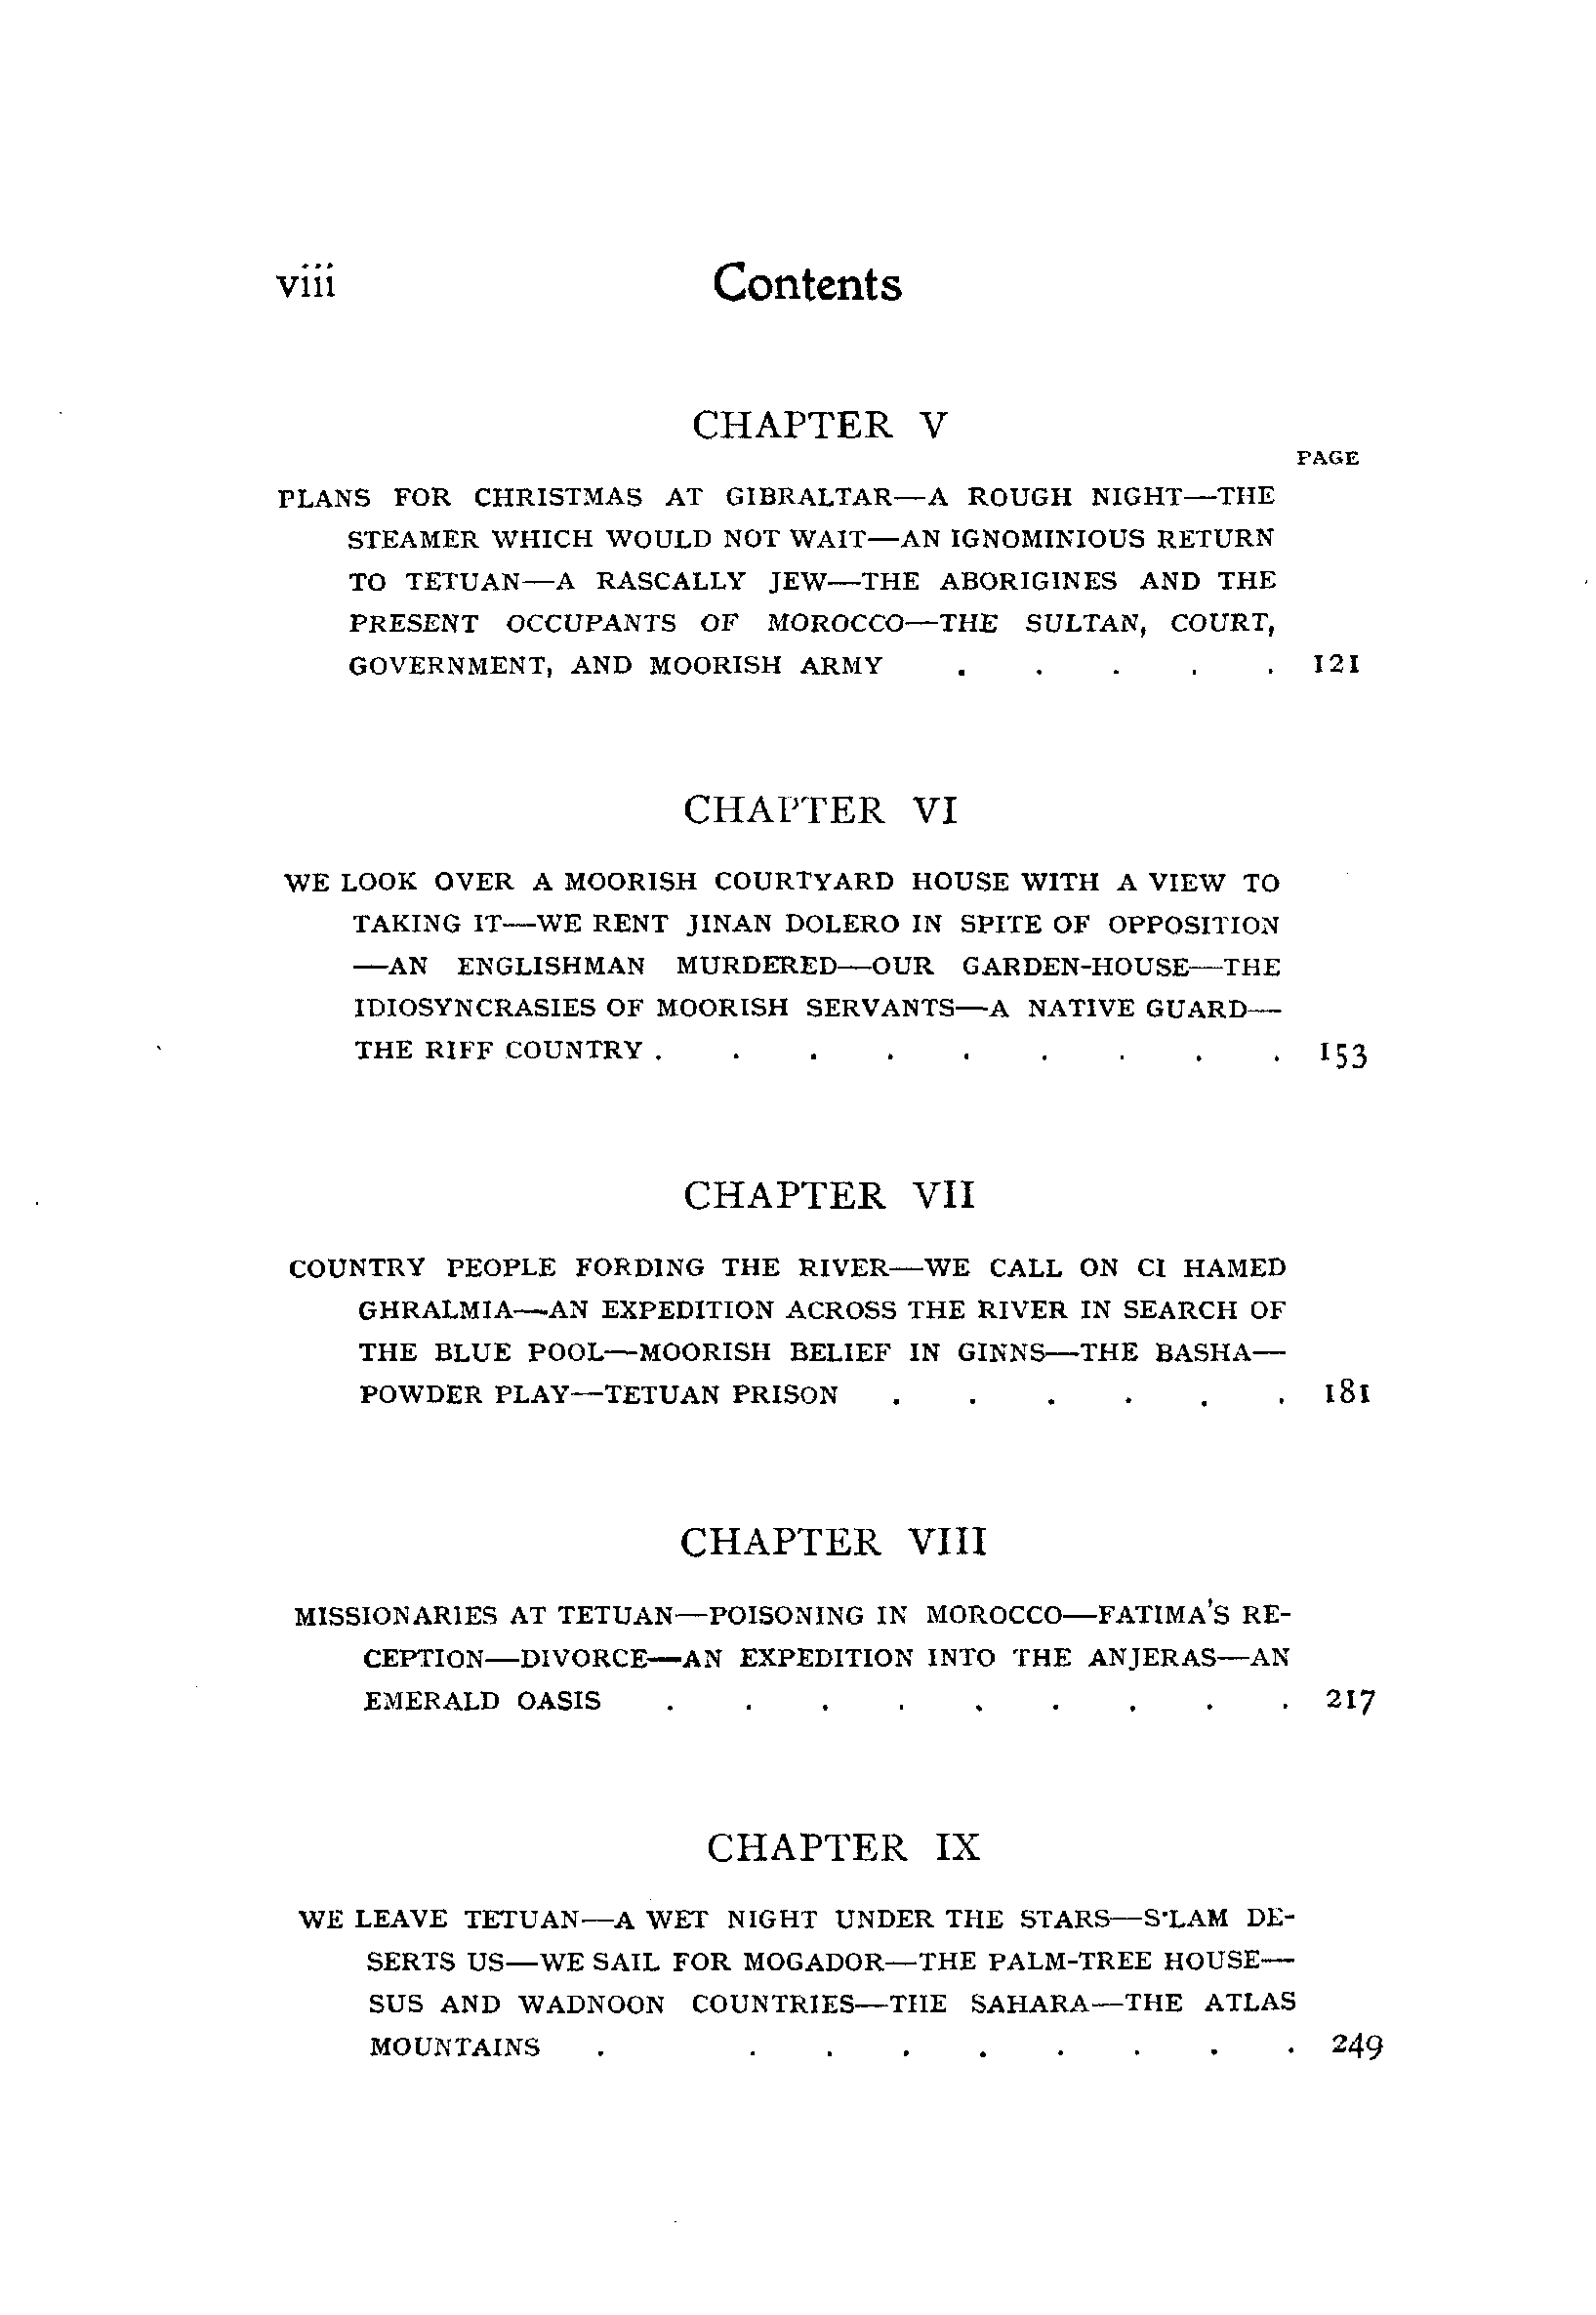 viii Contents
CHAPTER V
PAGE
PLANS FOR CHRISTMAS AT GIBRALTAR—A ROUGH NIGHT—THE
STEAMER WHICH WOULD NOT WAIT—AN IGNOMINIOUS RETURN
TO TETUAN—A RASCALLY JEW—THE ABORIGINES AND THE
PRESENT OCCUPANTS OF MOROCCO—THE SULTAN, COURT,
GOVERNMENT, AND MOORISH ARMY . . . . . 121
CHAPTER VI
WE LOOK OVER A MOORISH COURTYARD HOUSE WITH A VIEW TO
TAKING IT—WE RENT JINAN DOLERO IN SPITE OF OPPOSITION
—AN ENGLISHMAN MURDERED—OUR GARDEN-HOUSE—THE
IDIOSYNCRASIES OF MOORISH SERVANTS—A NATIVE GUARD—
THE RIFF COUNTRY . . . . . . . . . 153
CHAPTER VII
COUNTRY PEOPLE FORDING THE RIVER—WE CALL ON CI HAMED
GHRALMIA—AN EXPEDITION ACROSS THE RIVER IN SEARCH OF
THE BLUE POOL—MOORISH BELIEF IN GINNS—THE BASHA—
POWDER PLAY—TETUAN PRISON . . . . . . 181
CHAPTER VIII
MISSIONARIES AT TETUAN—POISONING IN MOROCCO—FATIMA'S RE-
CEPTION—DIVORCE—AN EXPEDITION INTO THE ANJERAS—AN
EMERALD OASIS . . . . . . . . . 217
CHAPTER IX
WE LEAVE TETUAN—A WET NIGHT UNDER THE STARS—S'LAM DE-
SERTS US—WE SAIL FOR MOGADOR—THE PALM-TREE HOUSE—
SUS AND WADNOON COUNTRIES—THE SAHARA—THE ATLAS
MOUNTAINS . . . . . . . . . 249